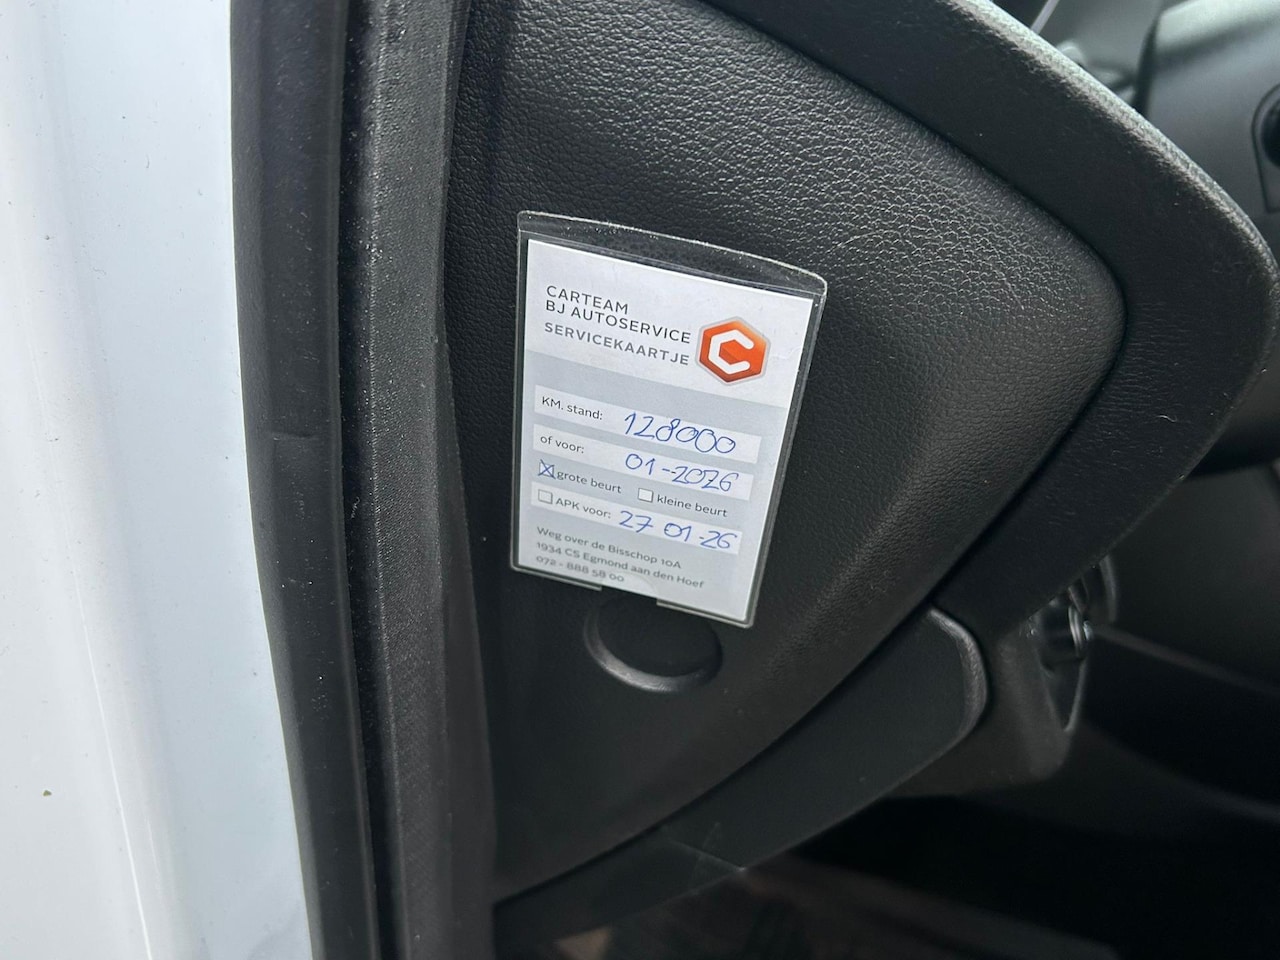 CARTEAM
BJ AUTOSERVICE
SERVICEKAARTJE
KM. stand: 128000
of voor: 01-2026
grote beurt kleine beurt
APK voor: 27 01-26
Weg over de Bisschop 10A
1934 CS Egmond aan den Hoef
072 - 888 58 00